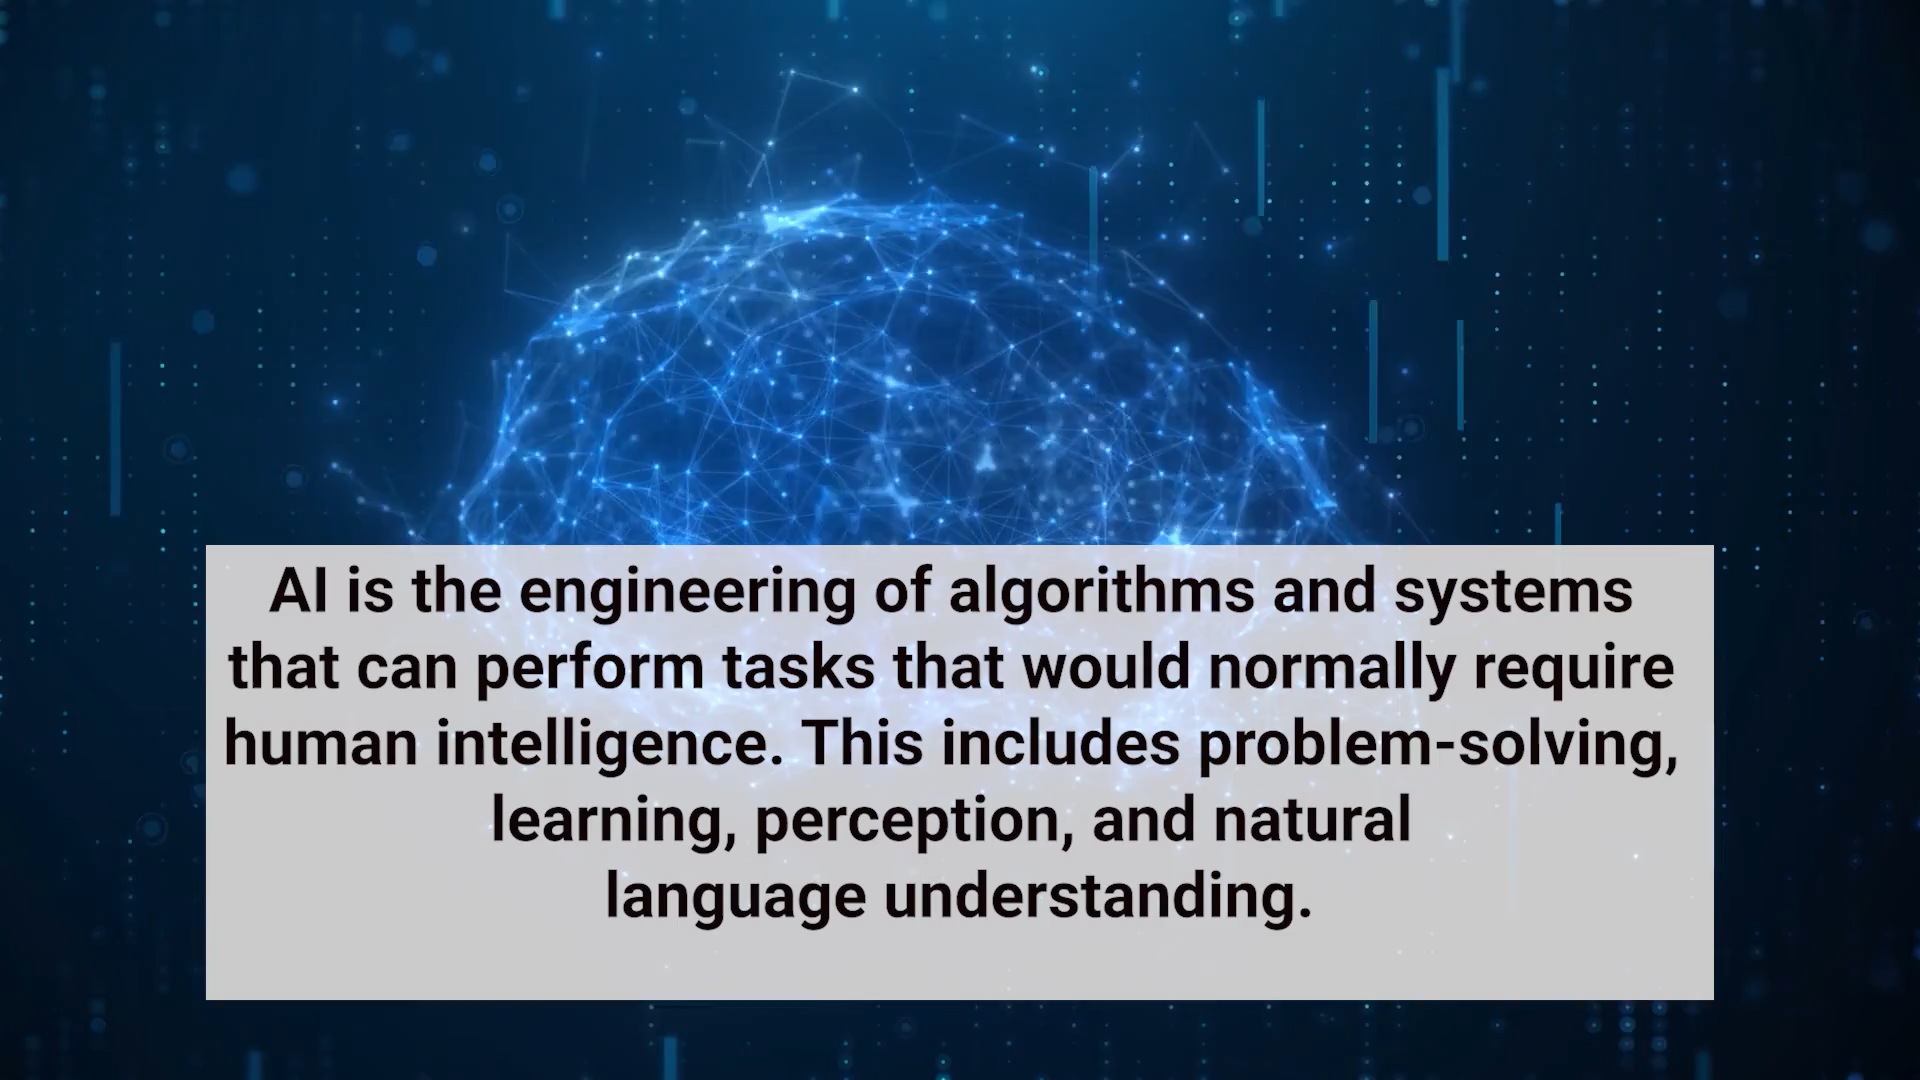 AI is the engineering of algorithms and systems
that can perform tasks that would normally require
human intelligence. This includes problem-solving,
learning, perception, and natural
language understanding.